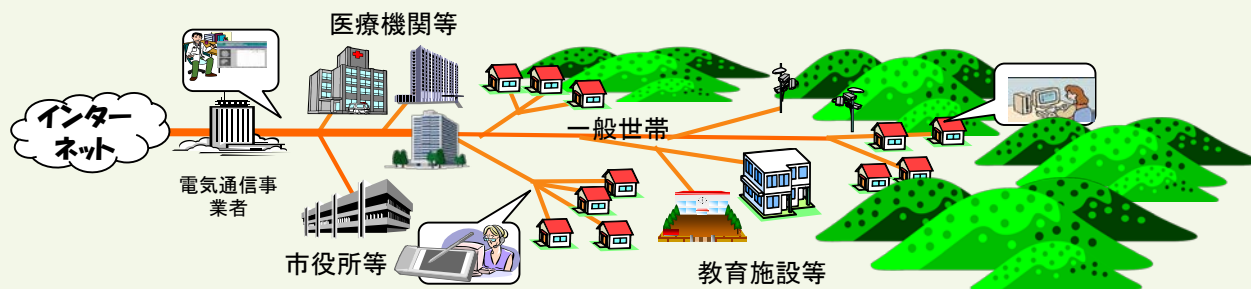 医療機関等
インター
ネット
一般世帯
電気通信事
業者
市役所等
教育施設等